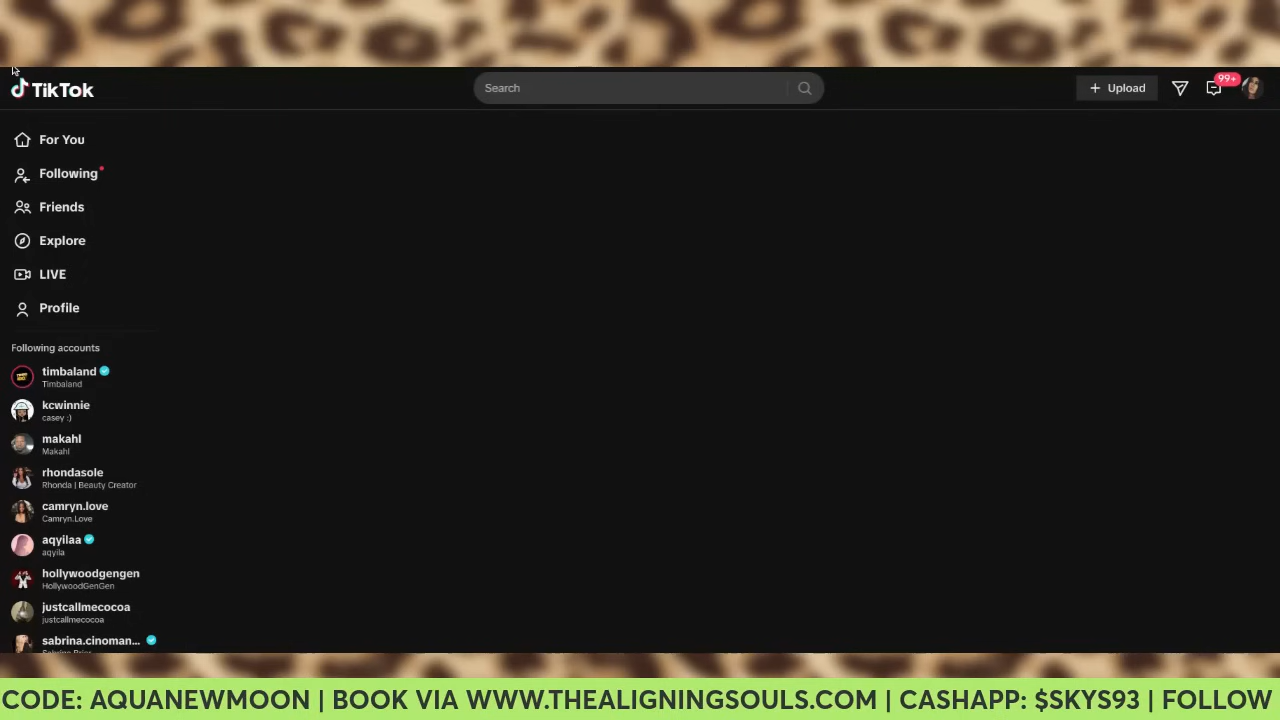 TikTok
Search
Upload
99+
For You
Following
Friends
Explore
LIVE
Profile
Following accounts
timbaland
Timbaland
kcwinnie
casey :)
makahl
Makahl
rhondasole
Rhonda | Beauty Creator
camryn.love
Camryn.Love
aqyilaa
aqyila
hollywoodgengen
HollywoodGenGen
justcallmecocoa
justcallmecocoa
sabrina.cinoman...
CODE: AQUANEWMOON | BOOK VIA WWW.THEALIGNINGSOULS.COM | CASHAPP: $SKYS93 | FOLLOW